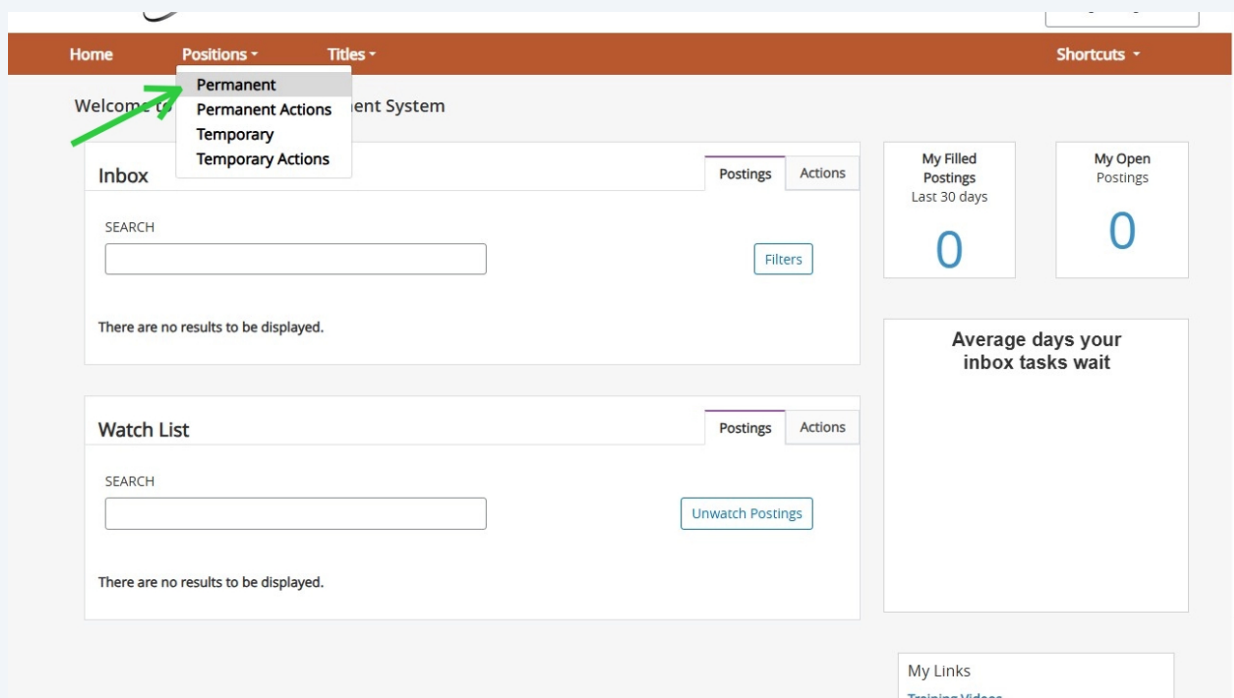 Home Positions Titles Shortcuts
Permanent
Permanent Actions
Temporary
Temporary Actions
Welcome to ent System
Inbox
Postings Actions
SEARCH
Filters
There are no results to be displayed.
My Filled
Postings
Last 30 days
0
My Open
Postings
0
Average days your
inbox tasks wait
Watch List
Postings Actions
SEARCH
Unwatch Postings
There are no results to be displayed.
My Links
Training Videos